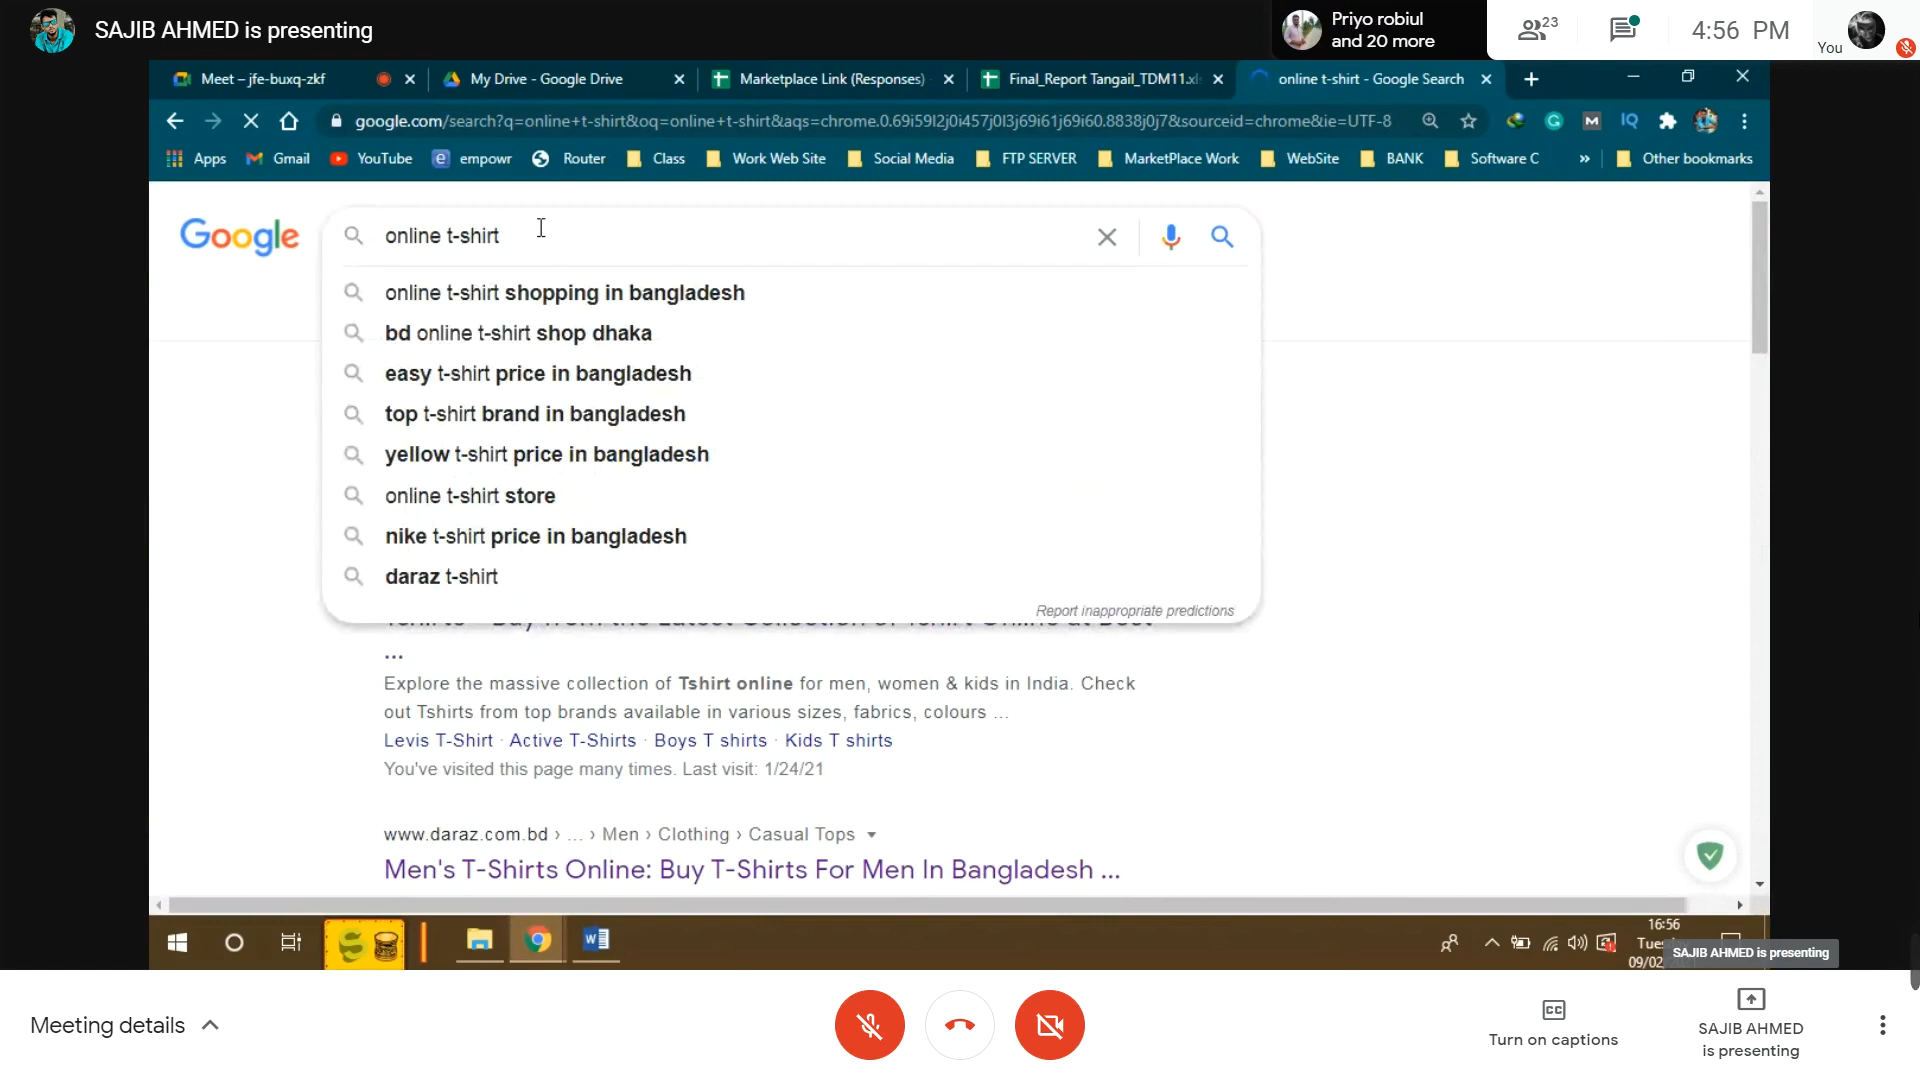 SAJIB AHMED is presenting
Priyo robiul
and 20 more
23
4:56 PM
You
Meet – jfe-buxq-zkf
My Drive - Google Drive
Marketplace Link (Responses)
Final_Report Tangail_TDM11.xl
online t-shirt - Google Search
google.com/search?q=online+t-shirt&oq=online+t-shirt&aqs=chrome.0.69i59l2j0i457j0l3j69i61j69i60.8838j0j7&sourceid=chrome&ie=UTF-8
Apps
Gmail
YouTube
empowr
Router
Class
Work Web Site
Social Media
FTP SERVER
MarketPlace Work
WebSite
BANK
Software C
»
Other bookmarks
Google
online t-shirt
online t-shirt shopping in bangladesh
bd online t-shirt shop dhaka
easy t-shirt price in bangladesh
top t-shirt brand in bangladesh
yellow t-shirt price in bangladesh
online t-shirt store
nike t-shirt price in bangladesh
daraz t-shirt
Report inappropriate predictions
...
Explore the massive collection of Tshirt online for men, women & kids in India. Check
out Tshirts from top brands available in various sizes, fabrics, colours ...
Levis T-Shirt · Active T-Shirts · Boys T shirts · Kids T shirts
You've visited this page many times. Last visit: 1/24/21
www.daraz.com.bd › ... › Men › Clothing › Casual Tops
Men's T-Shirts Online: Buy T-Shirts For Men In Bangladesh ...
16:56
Tues
09/02/
SAJIB AHMED is presenting
Meeting details
Turn on captions
SAJIB AHMED
is presenting